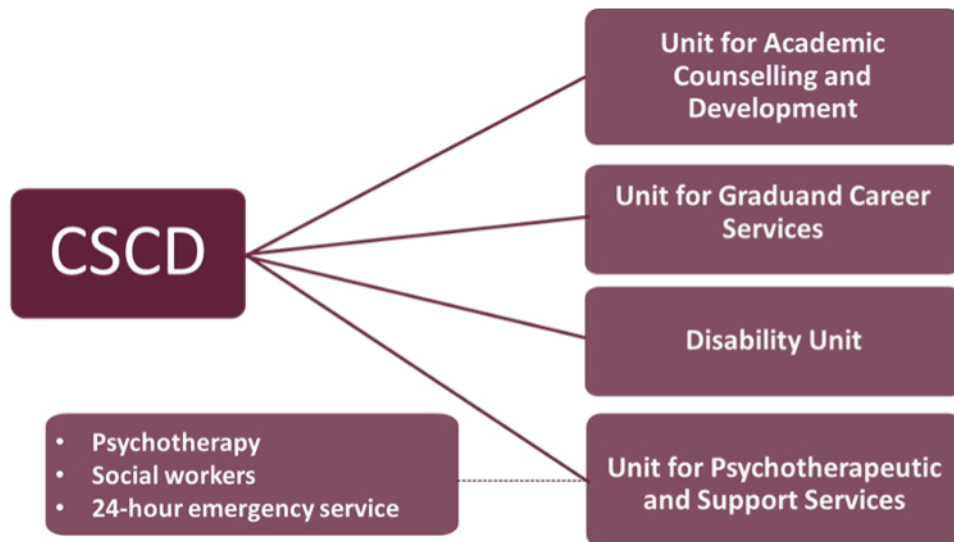 CSCD
Unit for Academic
Counselling and
Development
Unit for Graduand Career
Services
Disability Unit
Unit for Psychotherapeutic
and Support Services
• Psychotherapy
• Social workers
• 24-hour emergency service